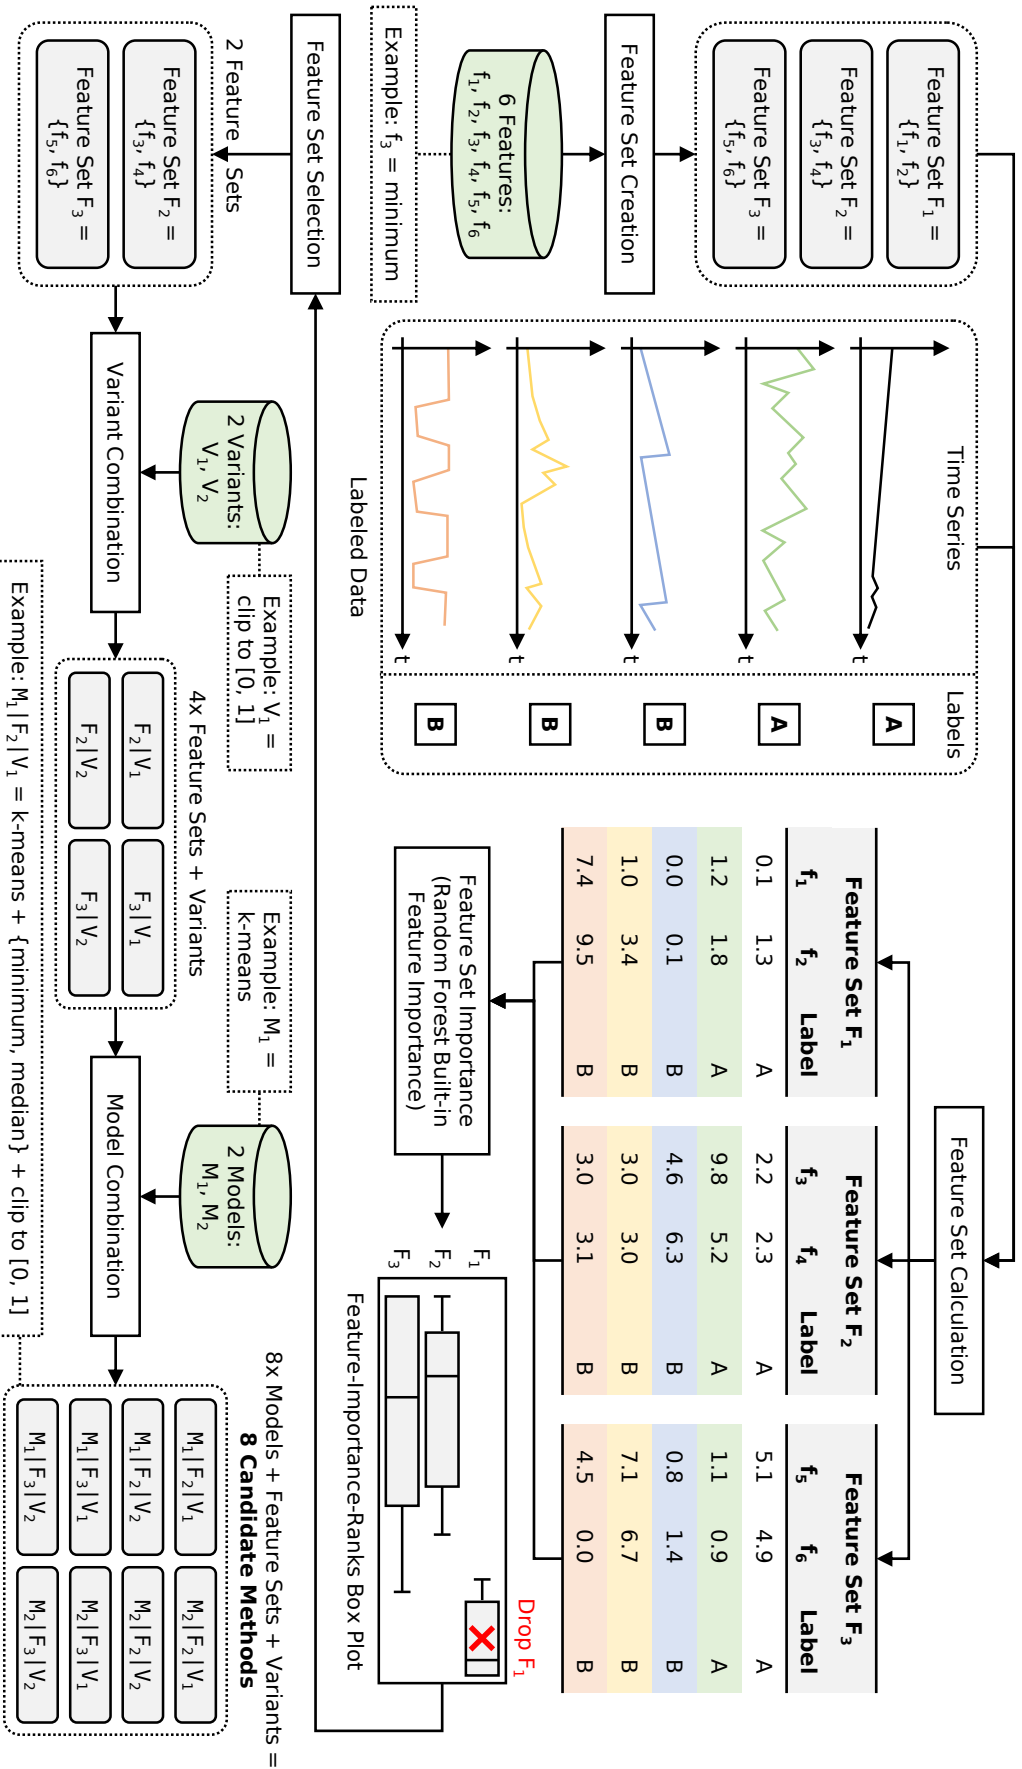 Feature Set F₁ =
{f₁, f₂}
Feature Set F₂ =
{f₃, f₄}
Feature Set F₃ =
{f₅, f₆}
Feature Set Creation
6 Features:
f₁, f₂, f₃, f₄, f₅, f₆
Example: f₃ = minimum
Time Series
Labels
t
A
t
A
t
B
t
B
t
B
Labeled Data
Feature Set Calculation
Feature Set F₁
f₁ f₂ Label
0.1 1.3 A
1.2 1.8 A
0.0 0.1 B
1.0 3.4 B
7.4 9.5 B
Feature Set F₂
f₃ f₄ Label
2.2 2.3 A
9.8 5.2 A
4.6 6.3 B
3.0 3.0 B
3.0 3.1 B
Feature Set F₃
f₅ f₆ Label
5.1 4.9 A
1.1 0.9 A
0.8 1.4 B
7.1 6.7 B
4.5 0.0 B
Feature Set Importance
(Random Forest Built-in
Feature Importance)
Drop F₁
F₁
F₂
F₃
Feature-Importance-Ranks Box Plot
Feature Set Selection
2 Feature Sets
Feature Set F₂ =
{f₃, f₄}
Feature Set F₃ =
{f₅, f₆}
2 Variants:
V₁, V₂
Example: V₁ =
clip to [0, 1]
Variant Combination
4x Feature Sets + Variants
F₂|V₁ F₃|V₁
F₂|V₂ F₃|V₂
Example: M₁ =
k-means
2 Models:
M₁, M₂
Model Combination
8x Models + Feature Sets + Variants =
8 Candidate Methods
M₁|F₂|V₁ M₂|F₂|V₁
M₁|F₂|V₂ M₂|F₂|V₂
M₁|F₃|V₁ M₂|F₃|V₁
M₁|F₃|V₂ M₂|F₃|V₂
Example: M₁|F₂|V₁ = k-means + {minimum, median} + clip to [0, 1]